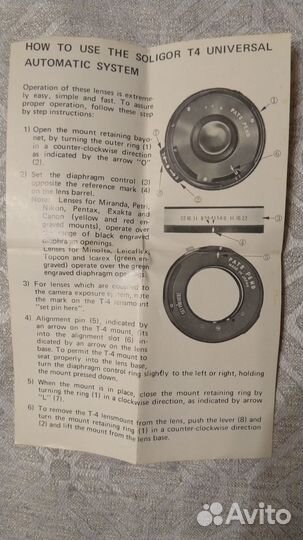 HOW TO USE THE SOLIGOR T4 UNIVERSAL
AUTOMATIC SYSTEM
Operation of these lenses is extreme-
ly easy, simple and fast. To assure
proper operation, follow these step
by step instructions:
1) Open the mount retaining bayo-
net, by turning the outer ring (1)
in a counter-clockwise direction
as indicated by the arrow "O"
(2).
2) Set the diaphragm control (3)
opposite the reference mark (4)
on the lens barrel.
Note: Lenses for Miranda, Petri,
Nikon, Pentax, Exakta and
Canon (yellow and red en-
graved mounts), operate over
range of black engraved
diaphragm openings.
Lenses for Minolta, Leicaflex,
Topcon and Icarex (green en-
graved) operate over the green
engraved diaphragm openings.
3) For lenses which are coupled to
the camera exposure system, note
the mark on the T-4 lensmount
"set pin here".
4) Alignment pin (5), indicated by
an arrow on the T-4 mount, fits
into the alignment slot (6) in-
dicated by an arrow on the lens
base. To permit the T-4 mount to
seat properly into the lens base,
turn the diaphragm control ring slightly to the left or right, holding
the mount pressed down.
5) When the mount is in place, close the mount retaining ring by
turning the ring (1) in a clockwise direction, as indicated by arrow
"L" (7).
6) To remove the T-4 lensmount from the lens, push the lever (8) and
turn the mount retaining ring (1) in a counter-clockwise direction
(2) and lift the mount from the lens base.
Avito